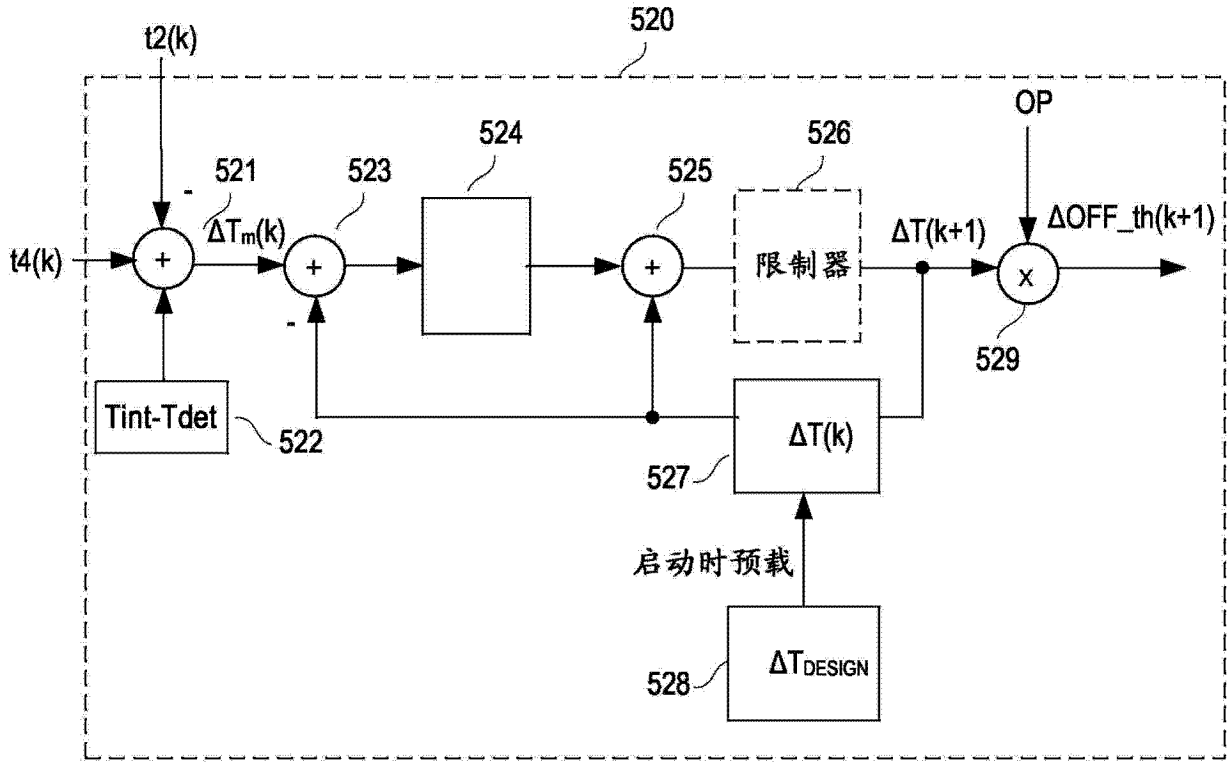 t2(k)
520
OP
524
526
521
523
525
-
ΔTm(k)
ΔT(k+1)
ΔOFF_th(k+1)
t4(k)
+
+
+
限制器
x
-
529
Tint-Tdet
522
ΔT(k)
527
启动时预载
528
ΔTDESIGN